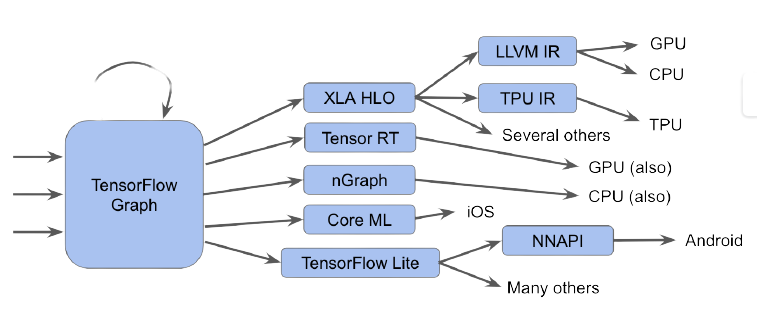 LLVM IR
GPU
CPU
XLA HLO
TPU IR
TPU
Several others
Tensor RT
GPU (also)
TensorFlow
Graph
nGraph
CPU (also)
Core ML
iOS
NNAPI
Android
TensorFlow Lite
Many others